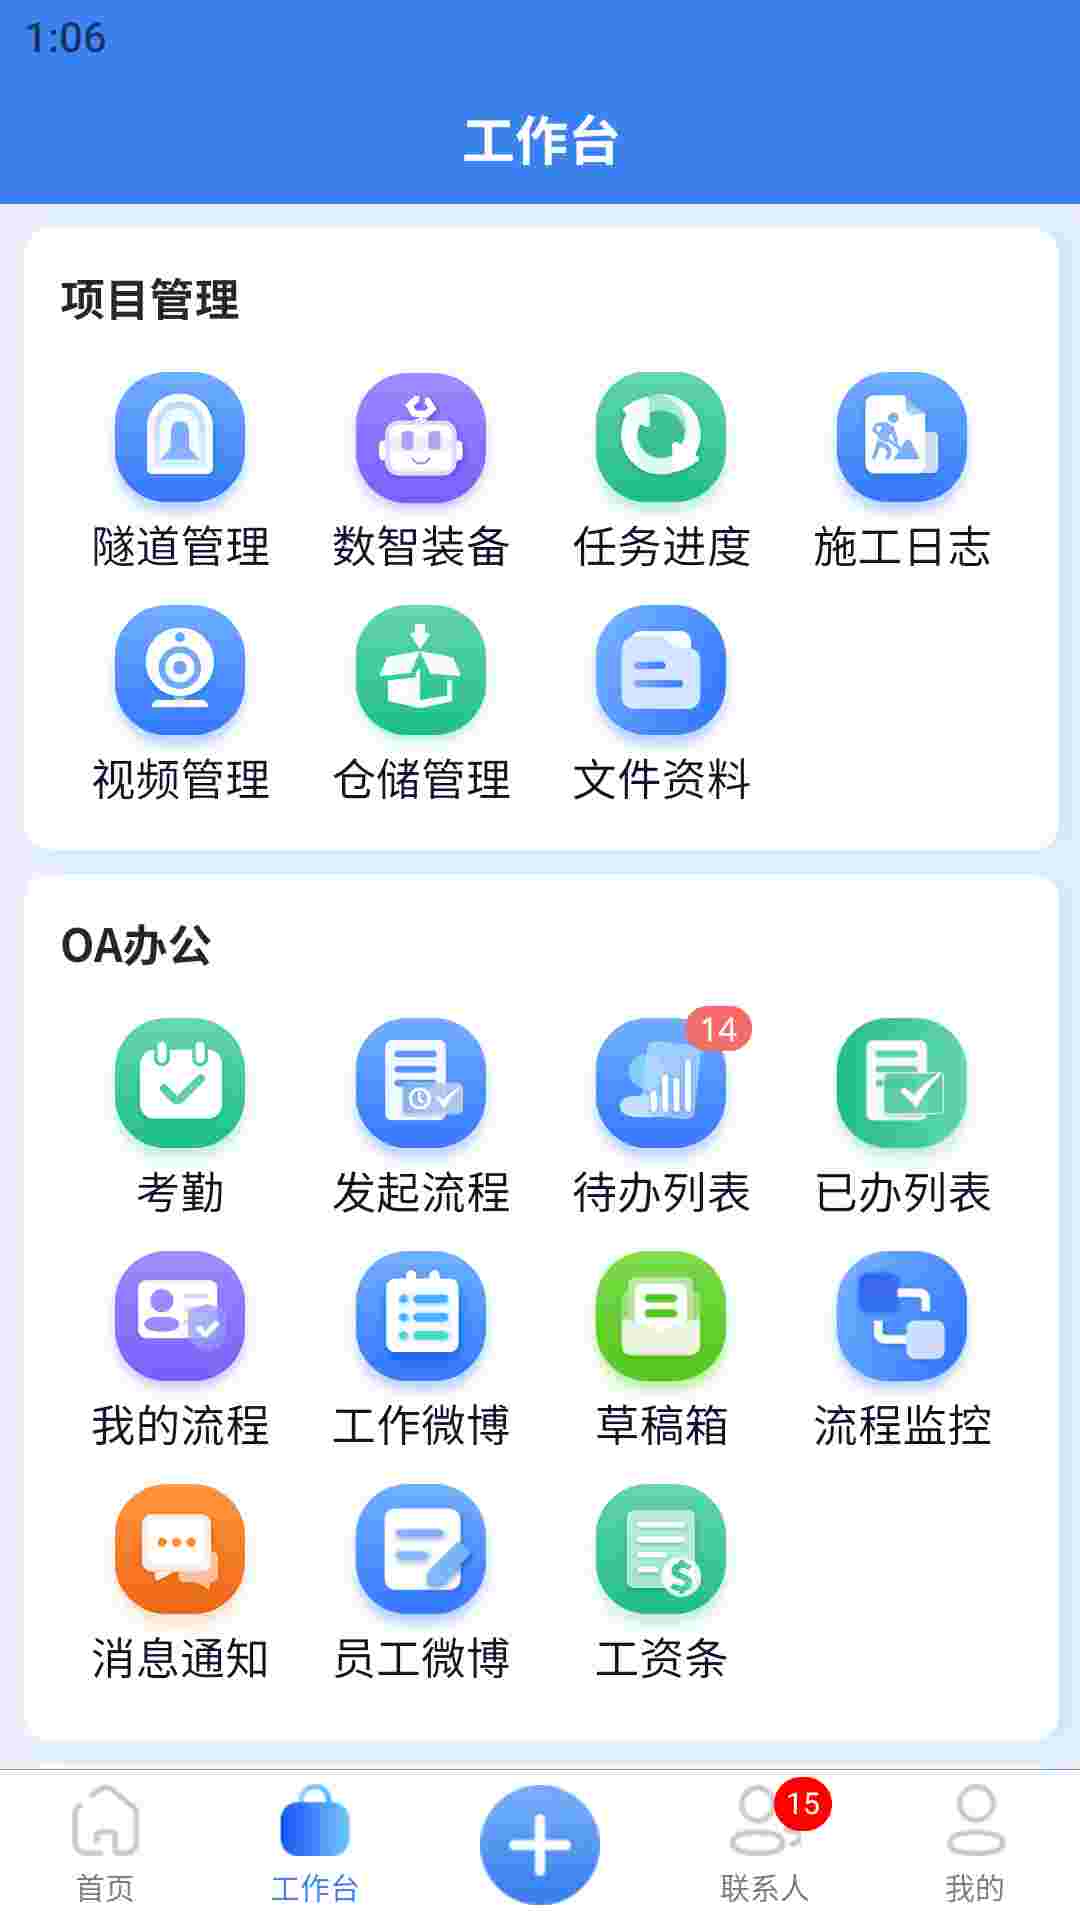 1:06
工作台
项目管理
隧道管理 数智装备 任务进度 施工日志
视频管理 仓储管理 文件资料
OA办公
14
考勤 发起流程 待办列表 已办列表
我的流程 工作微博 草稿箱 流程监控
消息通知 员工微博 工资条
15
首页 工作台 联系人 我的